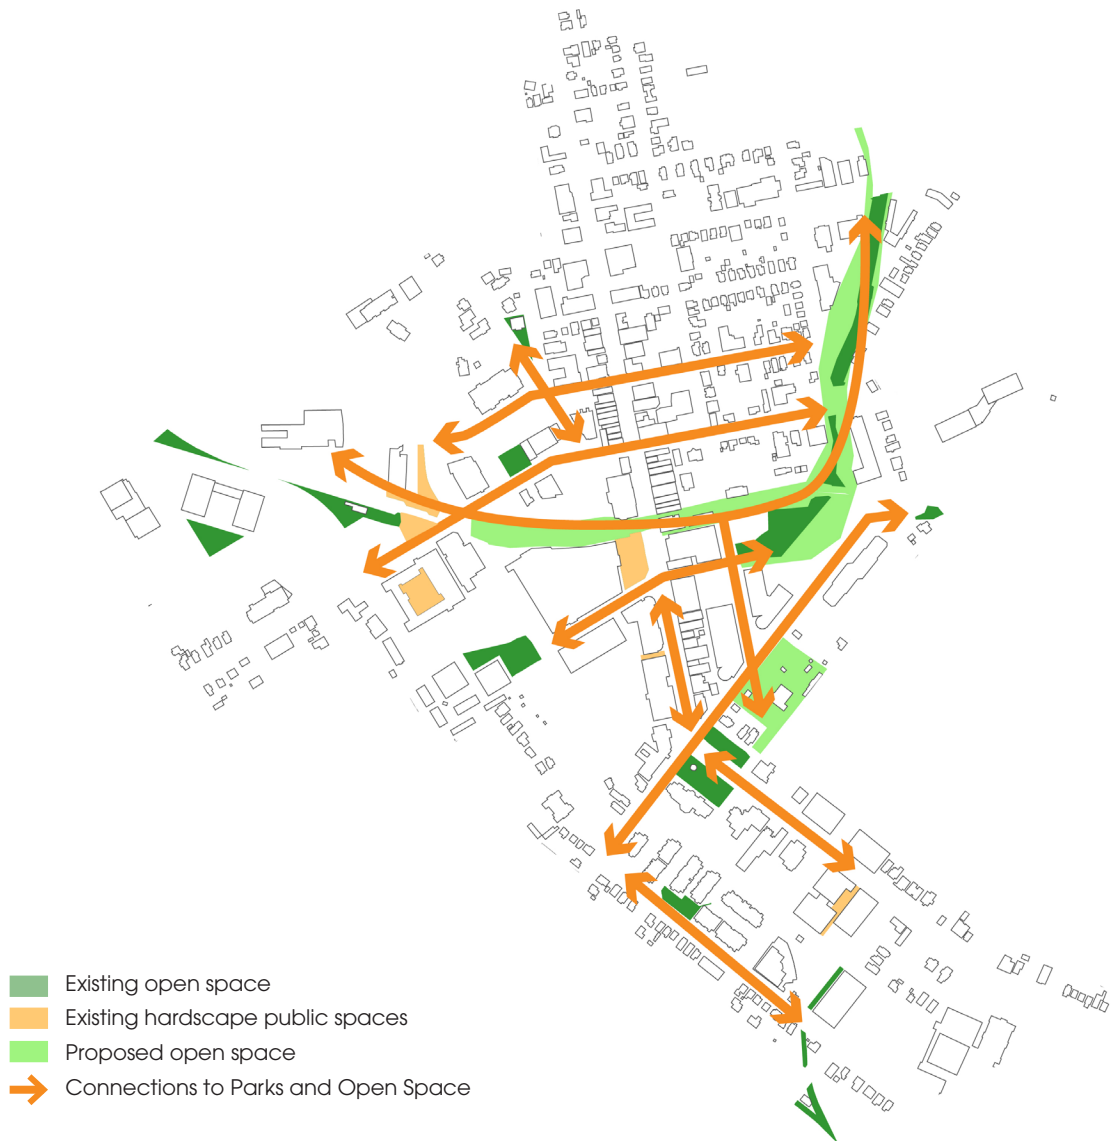 Existing open space
Existing hardscape public spaces
Proposed open space
Connections to Parks and Open Space